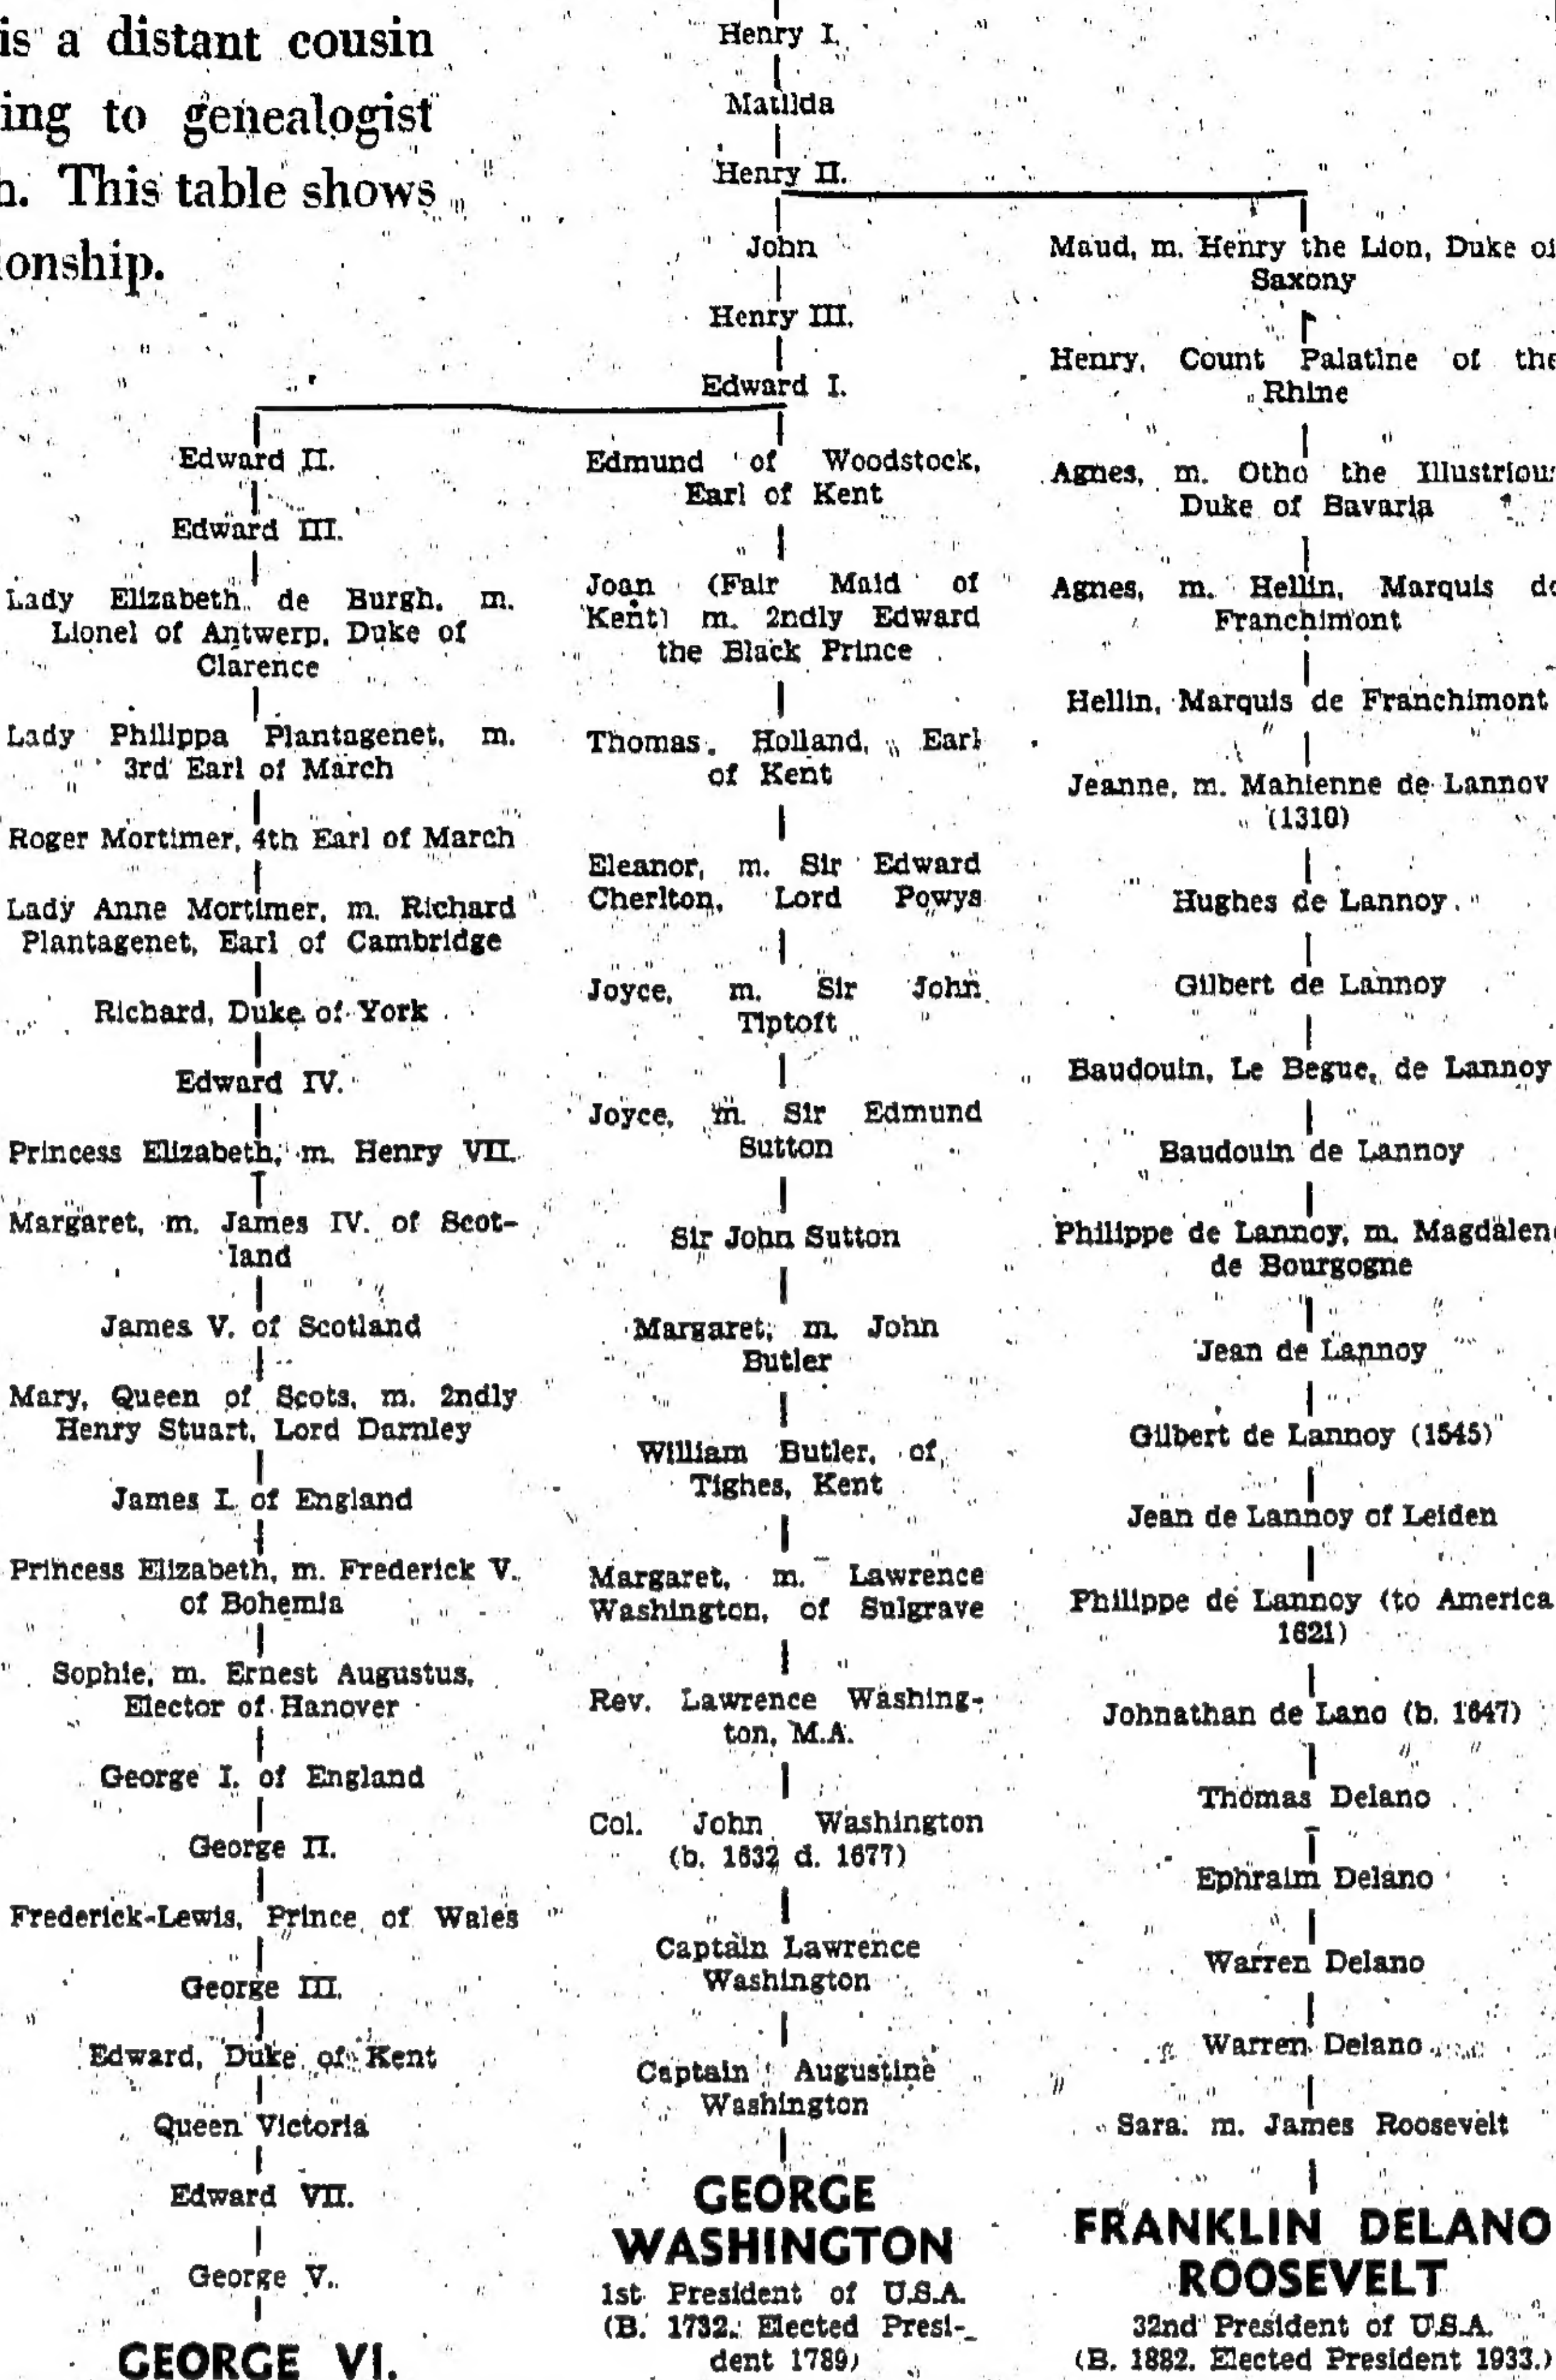 is a distant cousin
ing to genealogist
h. This table shows
ionship.
Henry I.
Matilda
Henry II.
John
Henry III.
Edward I.
Edward II.
Edward III.
Lady Elizabeth de Burgh, m.
Lionel of Antwerp, Duke of
Clarence
Lady Philippa Plantagenet, m.
3rd Earl of March
Roger Mortimer, 4th Earl of March
Lady Anne Mortimer, m. Richard
Plantagenet, Earl of Cambridge
Richard, Duke of York
Edward IV.
Princess Elizabeth, m. Henry VII.
Margaret, m. James IV. of Scot-
land
James V. of Scotland
Mary, Queen of Scots, m. 2ndly
Henry Stuart, Lord Darnley
James I. of England
Princess Elizabeth, m. Frederick V.
of Bohemia
Sophie, m. Ernest Augustus,
Elector of Hanover
George I. of England
George II.
Frederick-Lewis, Prince of Wales
George III.
Edward, Duke of Kent
Queen Victoria
Edward VII.
George V.
GEORGE VI.
Edmund of Woodstock,
Earl of Kent
Joan (Fair Maid of
Kent) m. 2ndly Edward
the Black Prince
Thomas Holland, Earl
of Kent
Eleanor, m. Sir Edward
Cherlton, Lord Powys
Joyce, m. Sir John
Tiptoft
Joyce, m. Sir Edmund
Sutton
Sir John Sutton
Margaret, m. John
Butler
William Butler, of
Tighes, Kent
Margaret, m. Lawrence
Washington, of Sulgrave
Rev. Lawrence Washing-
ton, M.A.
Col. John Washington
(b. 1632 d. 1677)
Captain Lawrence
Washington
Captain Augustine
Washington
GEORGE
WASHINGTON
1st President of U.S.A.
(B. 1732. Elected Presi-
dent 1789)
Maud, m. Henry the Lion, Duke of
Saxony
Henry, Count Palatine of the
Rhine
Agnes, m. Otho the Illustrious
Duke of Bavaria
Agnes, m. Hellin, Marquis de
Franchimont
Hellin, Marquis de Franchimont
Jeanne, m. Mahienne de Lannoy
(1310)
Hughes de Lannoy.
Gilbert de Lannoy
Baudouin, Le Begue, de Lannoy
Baudouin de Lannoy
Philippe de Lannoy, m. Magdalene
de Bourgogne
Jean de Lannoy
Gilbert de Lannoy (1545)
Jean de Lannoy of Leiden
Philippe de Lannoy (to America
1621)
Johnathan de Lano (b. 1647)
Thomas Delano
Ephraim Delano
Warren Delano
Warren Delano
Sara. m. James Roosevelt
FRANKLIN DELANO
ROOSEVELT
32nd President of U.S.A.
(B. 1882. Elected President 1933.)